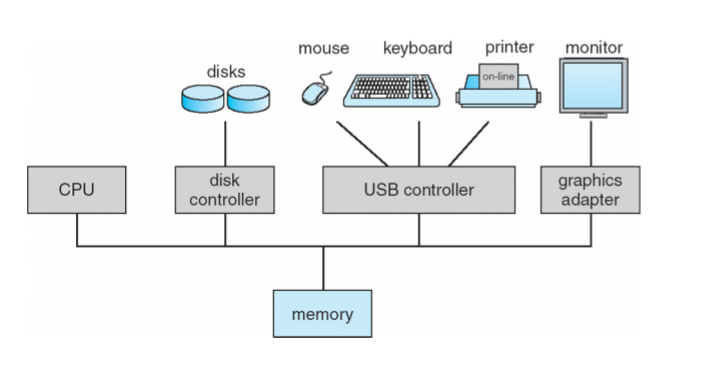 mouse
keyboard
printer
monitor
disks
on-line
CPU
disk
controller
USB controller
graphics
adapter
memory